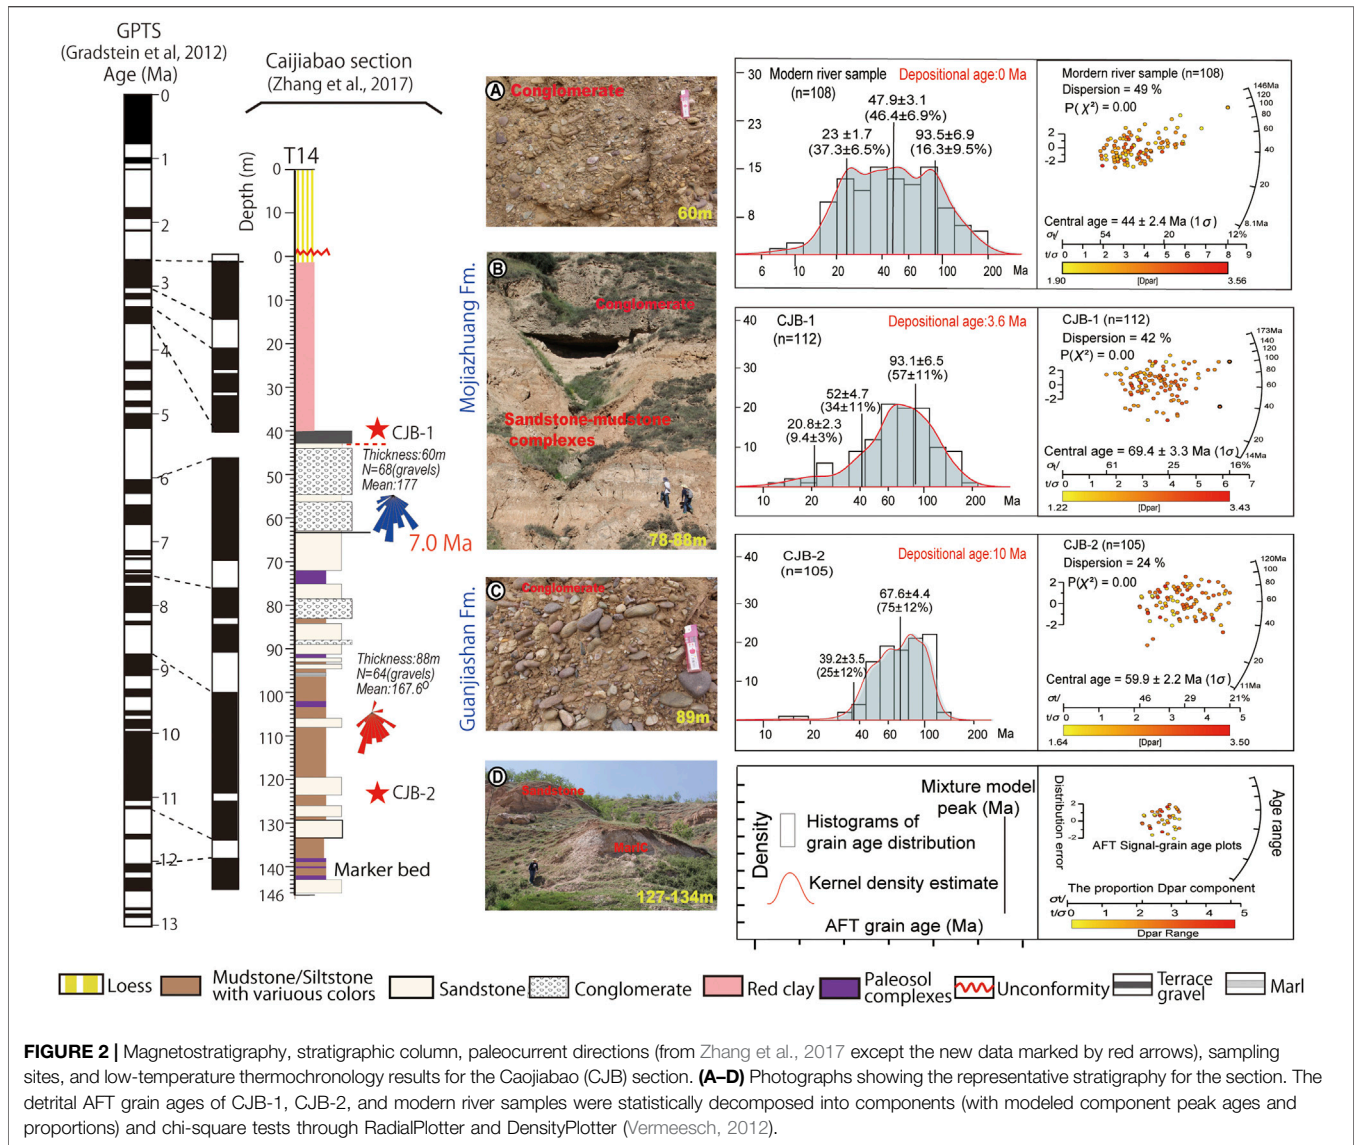 GPTS
(Gradstein et al, 2012)
Age (Ma)
0
1
2
3
4
5
6
7
8
9
10
11
12
13
Caijiabao section
(Zhang et al., 2017)
T14
Depth (m)
0
10
0
10
20
30
40
50
60
70
80
90
100
110
120
130
140
146
CJB-1
Thickness:60m
N=68(gravels)
Mean:177
7.0 Ma
Thickness:88m
N=64(gravels)
Mean:167.6°
CJB-2
Marker bed
Mojiazhuang Fm.
Guanjiashan Fm.
A
Conglomerate
60m
B
Conglomerate
Sandstone-mudstone
complexes
78-88m
C
Conglomerate
89m
D
Sandstone
127-134m
30
23
15
8
Modern river sample
(n=108)
Depositional age:0 Ma
47.9±3.1
(46.4±6.9%)
23 ±1.7
(37.3±6.5%)
93.5±6.9
(16.3±9.5%)
6 10 20 40 60 100 200 Ma
Mordern river sample (n=108)
Dispersion = 49 %
P(χ²) = 0.00
2
0
-2
146Ma
120
100
80
60
40
20
8.1Ma
Central age = 44 ± 2.4 Ma (1σ)
σt/ 54 20 12%
t/σ 0 1 2 3 4 5 6 7 8 9
1.90 [Dpar] 3.56
40
30
20
10
CJB-1
(n=112)
Depositional age:3.6 Ma
93.1±6.5
(57±11%)
52±4.7
(34±11%)
20.8±2.3
(9.4±3%)
10 20 40 60 100 200 Ma
CJB-1 (n=112)
Dispersion = 42 %
P(χ²) = 0.00
2
0
-2
173Ma
140
120
100
80
60
40
20
14Ma
Central age = 69.4 ± 3.3 Ma (1σ)
σt/ 61 25 16%
t/σ 0 1 2 3 4 5 6 7
1.22 [Dpar] 3.43
40
30
20
10
CJB-2
(n=105)
Depositional age:10 Ma
67.6±4.4
(75±12%)
39.2±3.5
(25±12%)
10 20 40 60 100 200 Ma
CJB-2 (n=105)
Dispersion = 24 %
P(χ²) = 0.00
2
0
-2
120Ma
100
80
60
40
20
11Ma
Central age = 59.9 ± 2.2 Ma (1σ)
σt/ 46 29 21%
t/σ 0 1 2 3 4 5
1.64 [Dpar] 3.50
Density
Mixture model
peak (Ma)
Histograms of
grain age distribution
Kernel density estimate
AFT grain age (Ma)
Distribution error
2
0
-2
Age range
AFT Signal-grain age plots
The proportion Dpar component
σt/
t/σ 0 1 2 3 4 5
Dpar Range
Loess
Mudstone/Siltstone
with variuous colors
Sandstone
Conglomerate
Red clay
Paleosol
complexes
Unconformity
Terrace
gravel
Marl
FIGURE 2 | Magnetostratigraphy, stratigraphic column, paleocurrent directions (from Zhang et al., 2017 except the new data marked by red arrows), sampling
sites, and low-temperature thermochronology results for the Caojiabao (CJB) section. (A–D) Photographs showing the representative stratigraphy for the section. The
detrital AFT grain ages of CJB-1, CJB-2, and modern river samples were statistically decomposed into components (with modeled component peak ages and
proportions) and chi-square tests through RadialPlotter and DensityPlotter (Vermeesch, 2012).